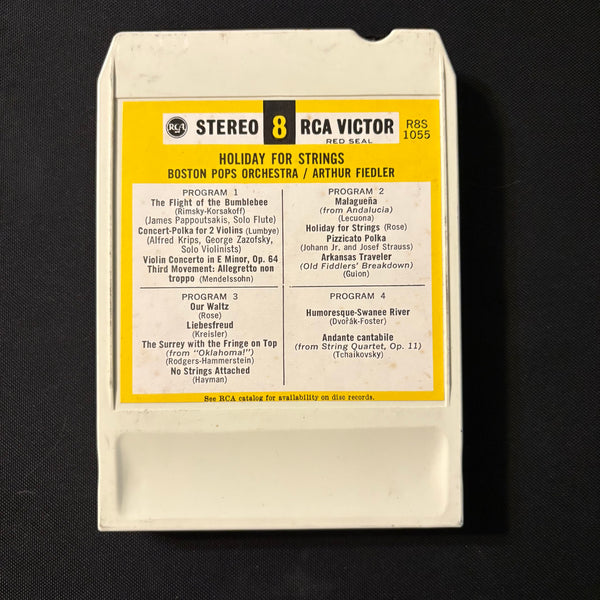 RCA STEREO 8 RCA VICTOR R8S
RED SEAL 1055
HOLIDAY FOR STRINGS
BOSTON POPS ORCHESTRA / ARTHUR FIEDLER
PROGRAM 1
The Flight of the Bumblebee
(Rimsky-Korsakoff)
(James Pappoutsakis, Solo Flute)
Concert-Polka for 2 Violins (Lumbye)
(Alfred Krips, George Zazofsky,
Solo Violinists)
Violin Concerto in E Minor, Op. 64
Third Movement: Allegretto non
troppo (Mendelssohn)
PROGRAM 2
Malagueña
(from Andalucia)
(Lecuona)
Holiday for Strings (Rose)
Pizzicato Polka
(Johann Jr. and Josef Strauss)
Arkansas Traveler
(Old Fiddlers' Breakdown)
(Guion)
PROGRAM 3
Our Waltz
(Rose)
Liebesfreud
(Kreisler)
The Surrey with the Fringe on Top
(from "Oklahoma!")
(Rodgers-Hammerstein)
No Strings Attached
(Hayman)
PROGRAM 4
Humoresque-Swanee River
(Dvořák-Foster)
Andante cantabile
(from String Quartet, Op. 11)
(Tchaikovsky)
See RCA catalog for availability on disc records.